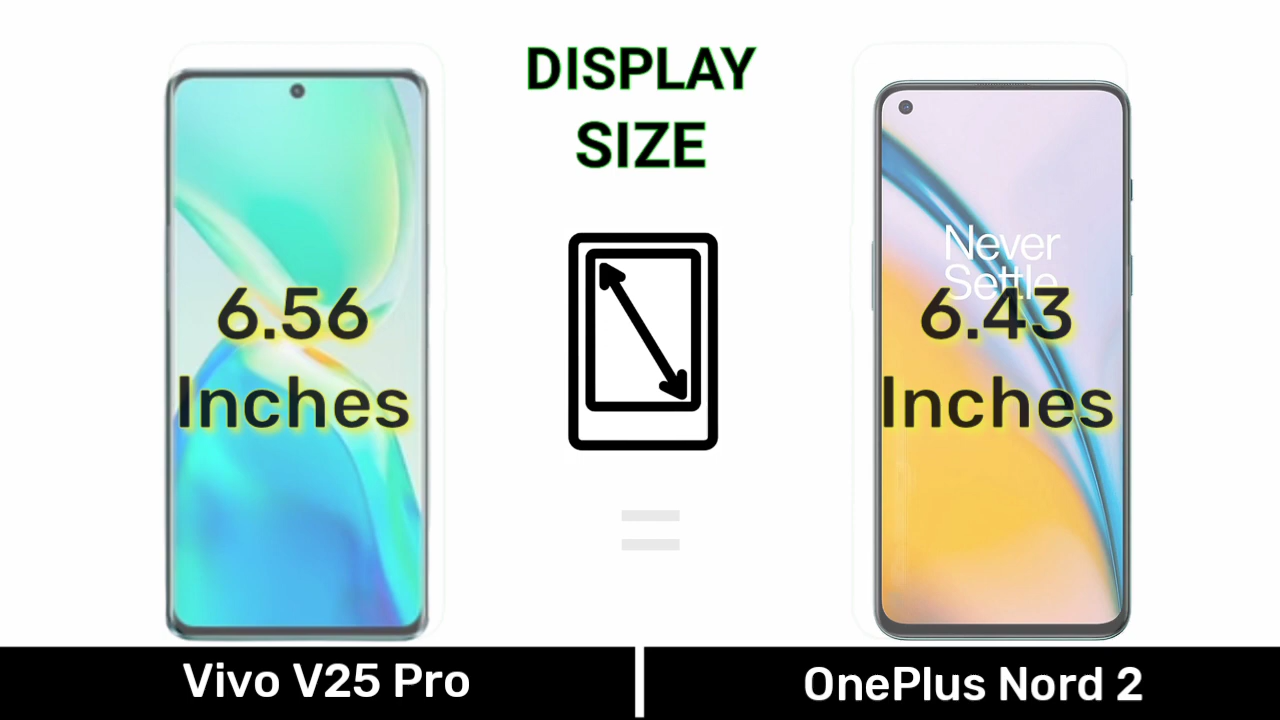 DISPLAY
SIZE
6.56
Inches
Never
Settle
6.43
Inches
Vivo V25 Pro
OnePlus Nord 2